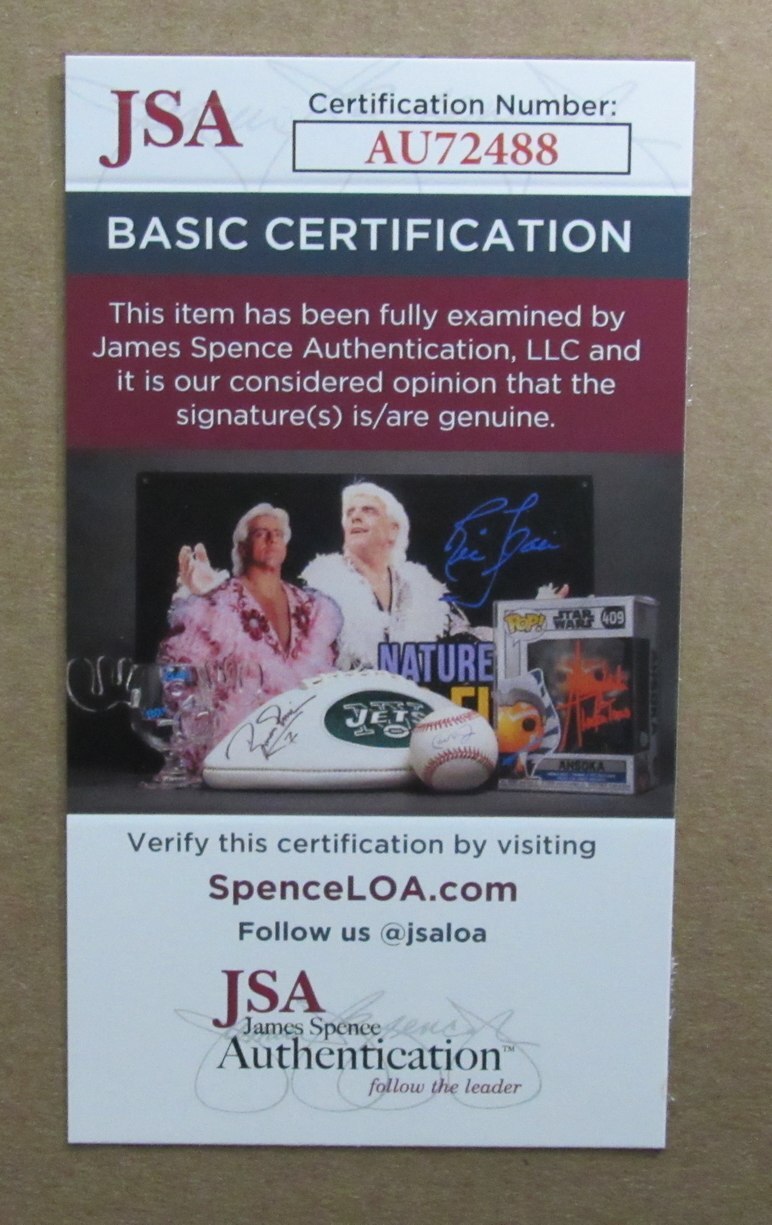 JSA
Certification Number:
AU72488
BASIC CERTIFICATION
This item has been fully examined by
James Spence Authentication, LLC and
it is our considered opinion that the
signature(s) is/are genuine.
NATURE
JETS
POP! STAR WARS 409
AHSOKA
Verify this certification by visiting
SpenceLOA.com
Follow us @jsaloa
JSA
James Spence
Authentication™
follow the leader